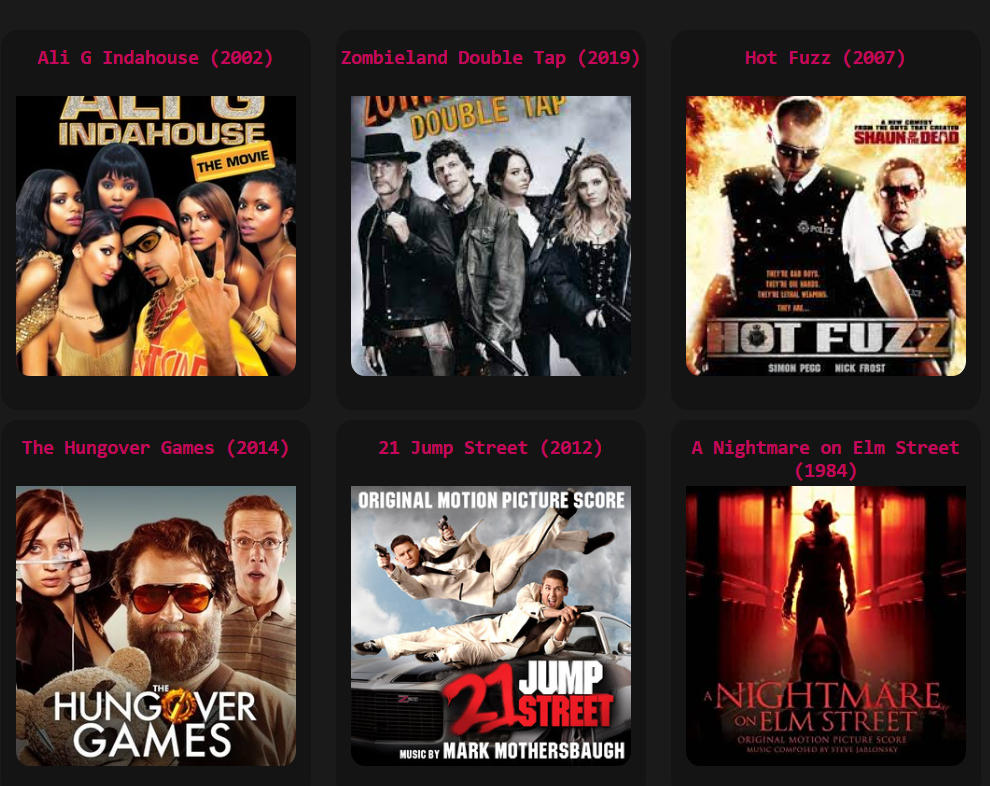 Ali G Indahouse (2002)
Zombieland Double Tap (2019)
Hot Fuzz (2007)
ALI G
INDAHOUSE
THE MOVIE
DOUBLE TAP
A NEW COMEDY
FROM THE GUYS THAT CREATED
SHAUN OF THE DEAD
POLICE
THEY'RE BAD BOYS.
THEY'RE DIE HARDS.
THEY'RE LETHAL WEAPONS.
THEY ARE...
HOT FUZZ
SIMON PEGG NICK FROST
The Hungover Games (2014)
21 Jump Street (2012)
A Nightmare on Elm Street
(1984)
THE
HUNGOVER
GAMES
ORIGINAL MOTION PICTURE SCORE
21 JUMP
STREET
MUSIC BY MARK MOTHERSBAUGH
A NIGHTMARE
ON ELM STREET
ORIGINAL MOTION PICTURE SCORE
MUSIC COMPOSED BY STEVE JABLONSKY